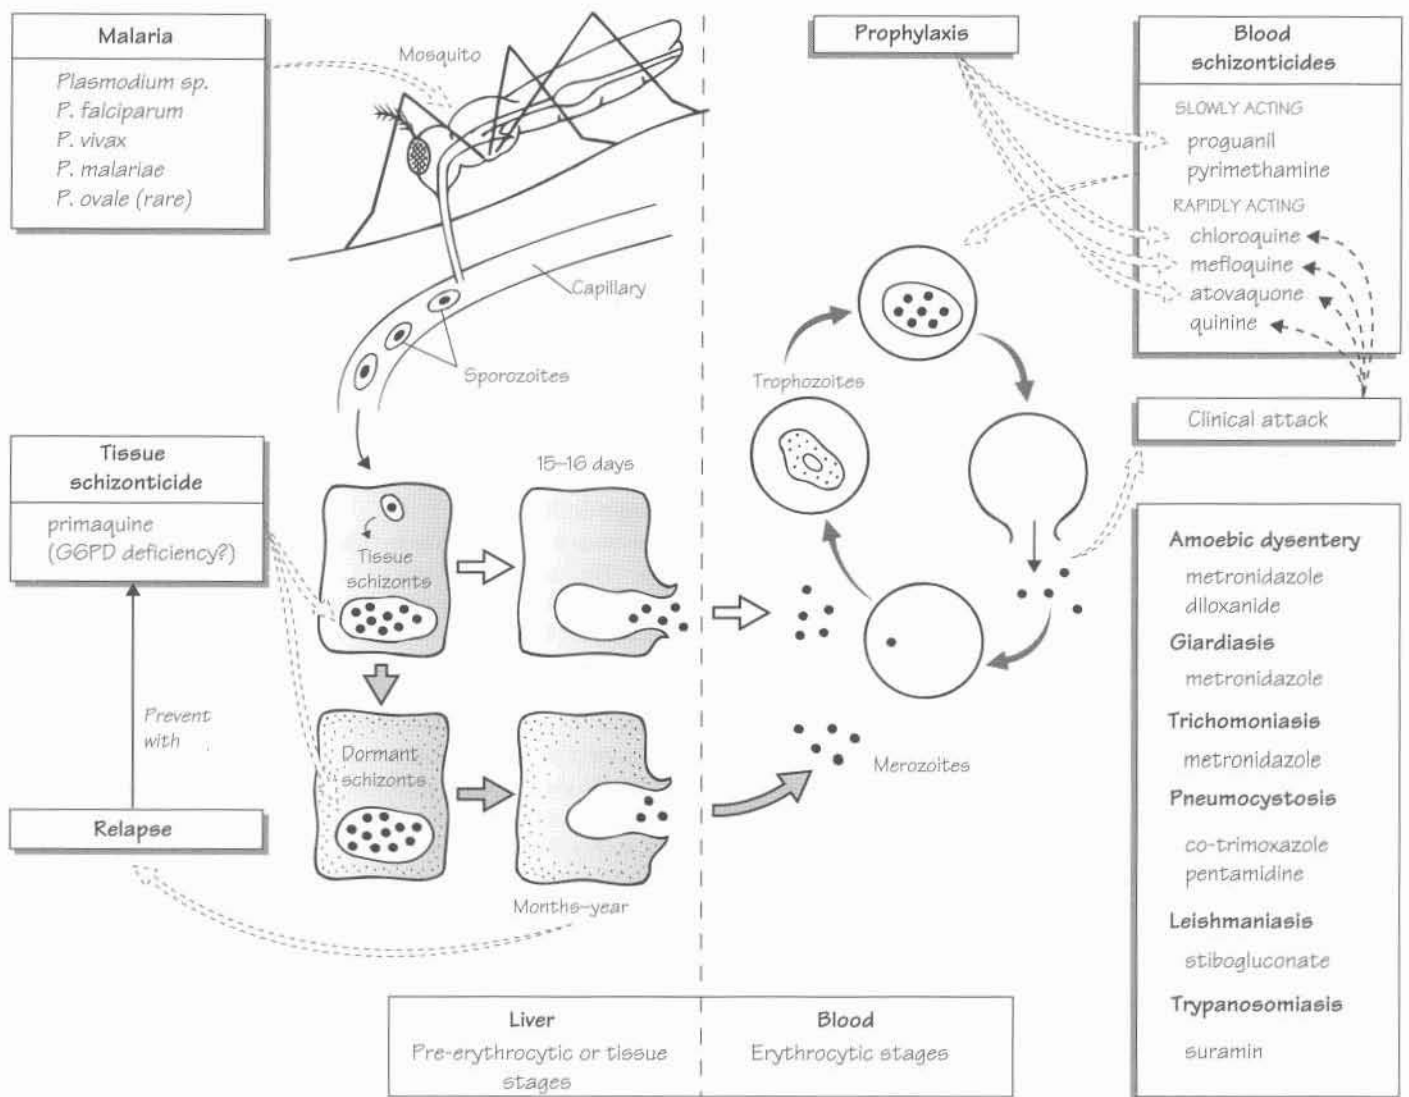 Malaria
Plasmodium sp.
P. falciparum
P. vivax
P. malariae
P. ovale (rare)
Mosquito
Capillary
Sporozoites
Tissue
schizonticide
primaquine
(G6PD deficiency?)
Prevent
with
Relapse
Tissue
schizonts
15–16 days
Dormant
schizonts
Months–year
Prophylaxis
Trophozoites
Merozoites
Blood
schizonticides
SLOWLY ACTING
proguanil
pyrimethamine
RAPIDLY ACTING
chloroquine
mefloquine
atovaquone
quinine
Clinical attack
Amoebic dysentery
metronidazole
diloxanide
Giardiasis
metronidazole
Trichomoniasis
metronidazole
Pneumocystosis
co-trimoxazole
pentamidine
Leishmaniasis
stibogluconate
Trypanosomiasis
suramin
Liver
Pre-erythrocytic or tissue
stages
Blood
Erythrocytic stages